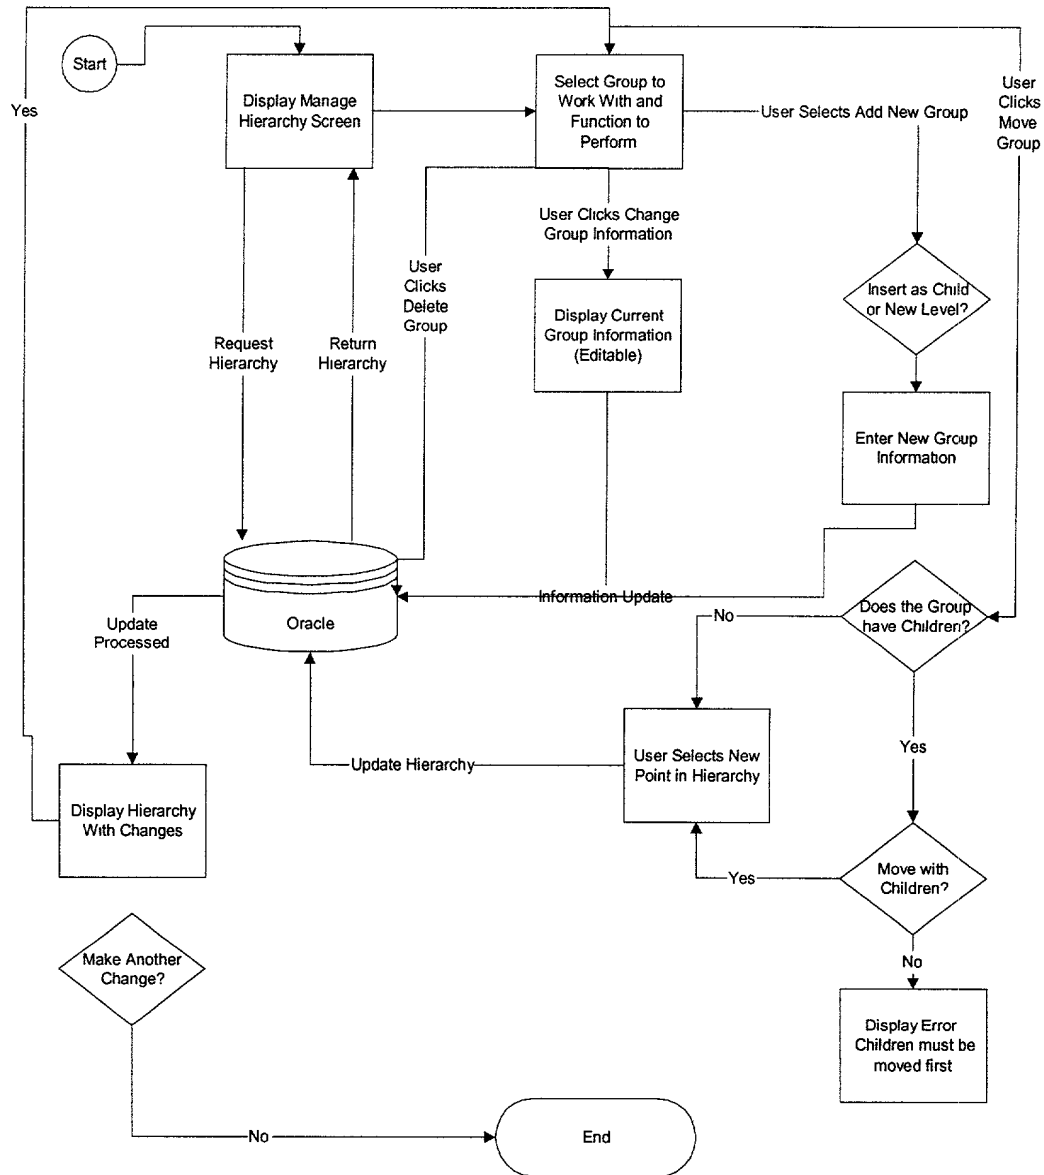 Start
Yes
Display Manage
Hierarchy Screen
Select Group to
Work With and
Function to
Perform
User Selects Add New Group
User
Clicks
Move
Group
User Clicks Change
Group Information
User
Clicks
Delete
Group
Insert as Child
or New Level?
Display Current
Group Information
(Editable)
Request
Hierarchy
Return
Hierarchy
Enter New Group
Information
Information Update
Oracle
Does the Group
have Children?
No
Update
Processed
Yes
Update Hierarchy
User Selects New
Point in Hierarchy
Display Hierarchy
With Changes
Move with
Children?
Yes
No
Make Another
Change?
Display Error
Children must be
moved first
No
End